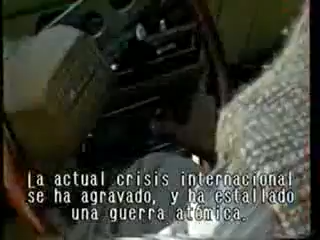 La actual crisis internacional
se ha agravado, y ha estallado
una guerra atómica.